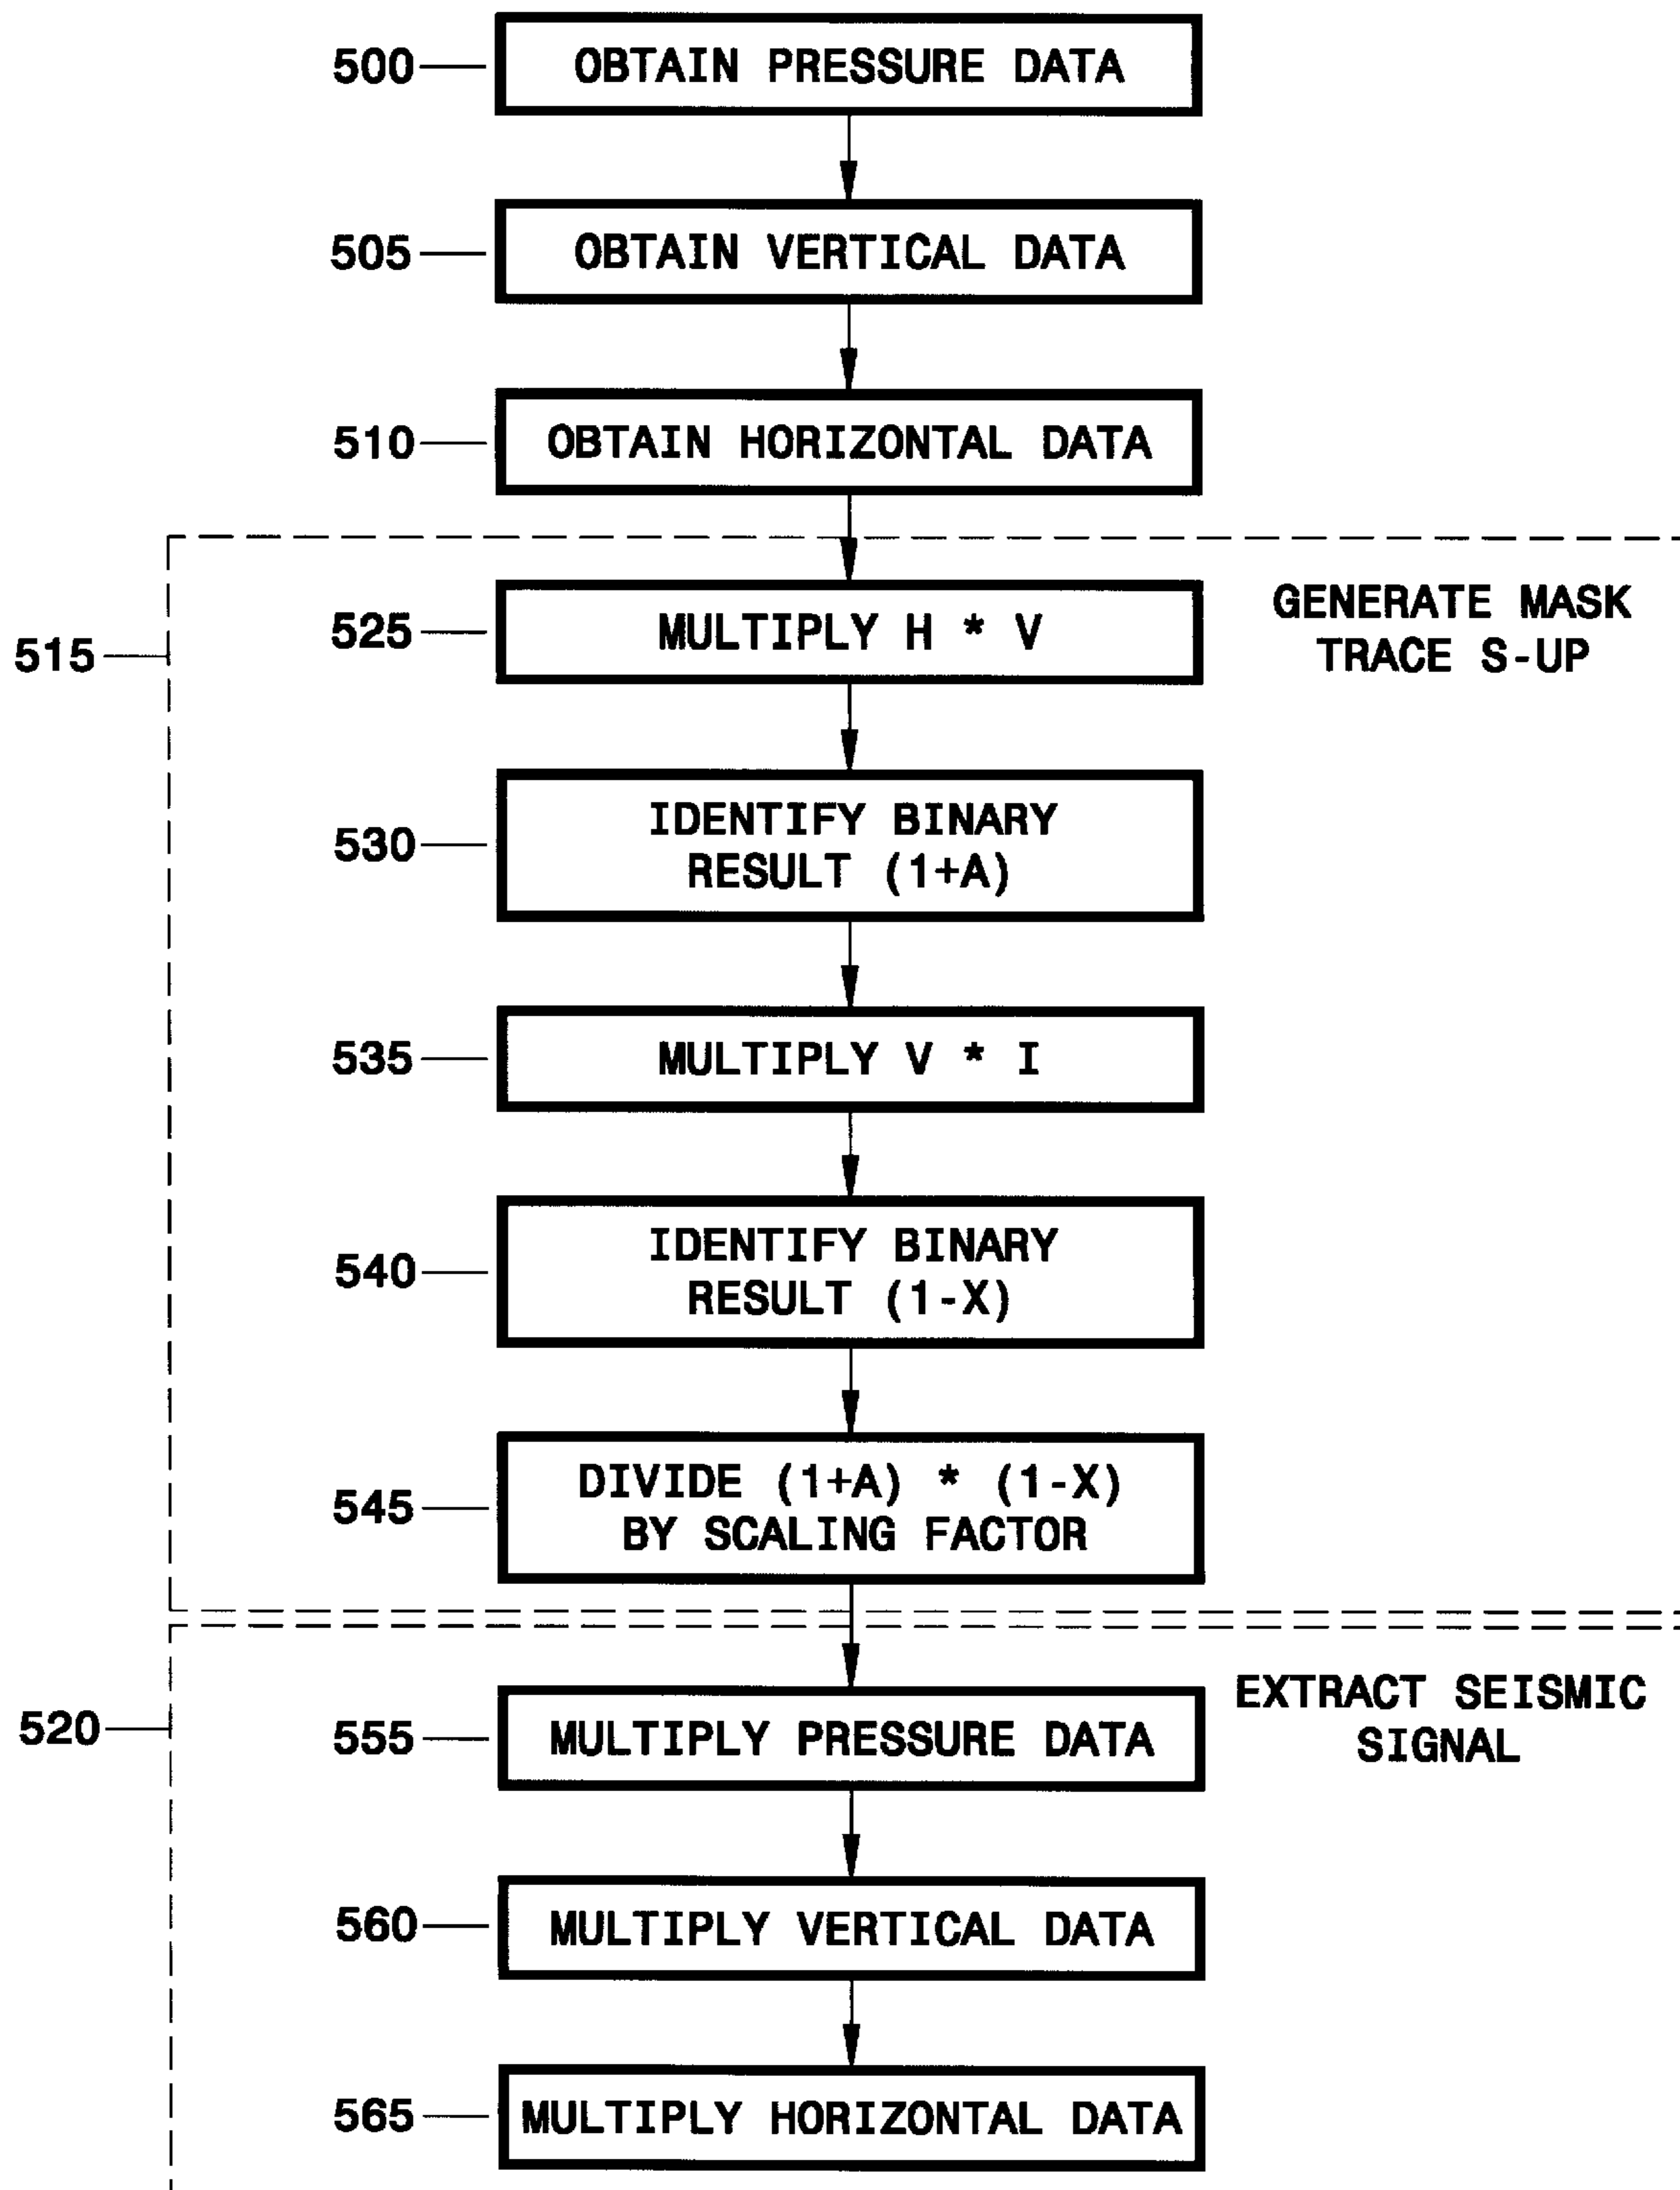 500 OBTAIN PRESSURE DATA
505 OBTAIN VERTICAL DATA
510 OBTAIN HORIZONTAL DATA
515
GENERATE MASK
TRACE S-UP
525 MULTIPLY H * V
530 IDENTIFY BINARY
RESULT (1+A)
535 MULTIPLY V * I
540 IDENTIFY BINARY
RESULT (1-X)
545 DIVIDE (1+A) * (1-X)
BY SCALING FACTOR
520
EXTRACT SEISMIC
SIGNAL
555 MULTIPLY PRESSURE DATA
560 MULTIPLY VERTICAL DATA
565 MULTIPLY HORIZONTAL DATA